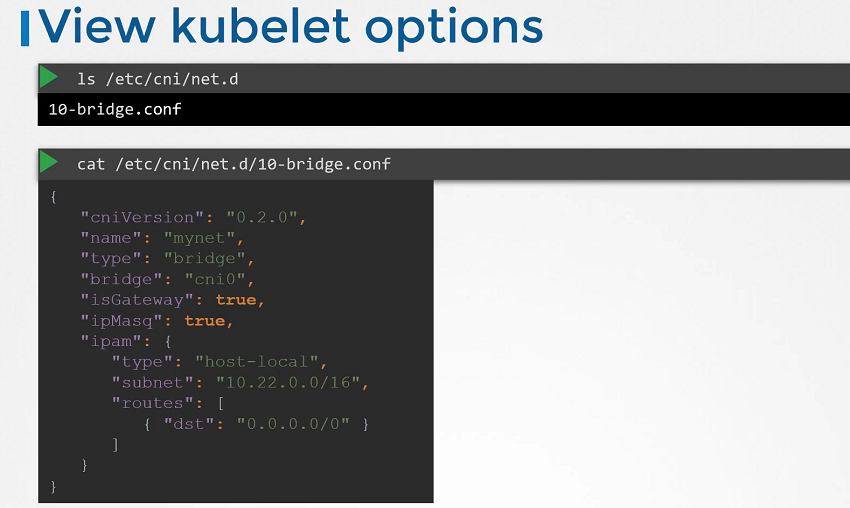 View kubelet options
ls /etc/cni/net.d
10-bridge.conf
cat /etc/cni/net.d/10-bridge.conf
{
"cniVersion": "0.2.0",
"name": "mynet",
"type": "bridge",
"bridge": "cni0",
"isGateway": true,
"ipMasq": true,
"ipam": {
"type": "host-local",
"subnet": "10.22.0.0/16",
"routes": [
{ "dst": "0.0.0.0/0" }
]
}
}